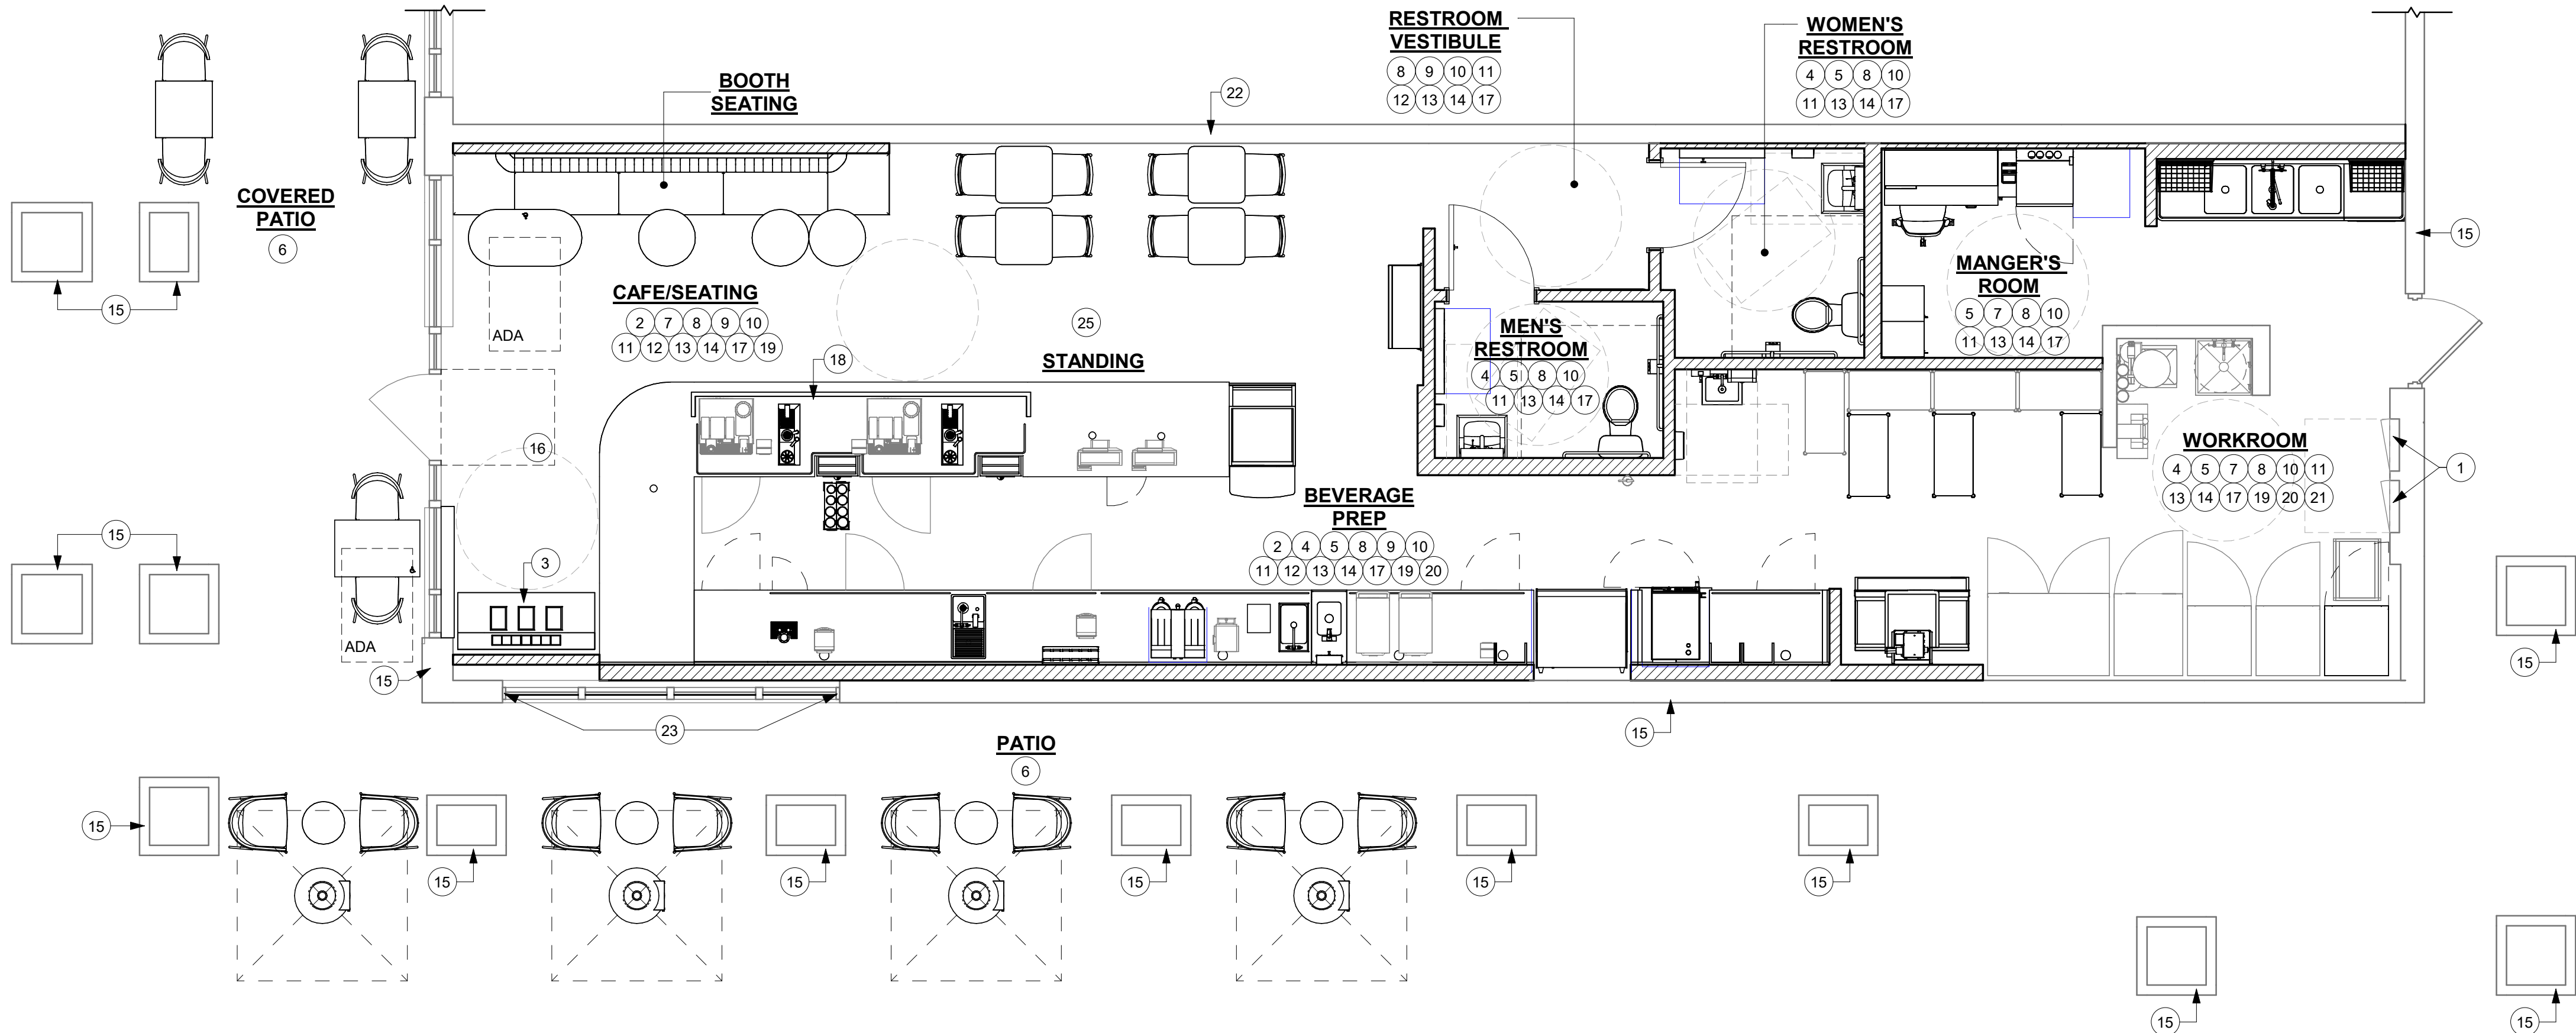 RESTROOM
VESTIBULE
8 9 10 11
12 13 14 17
WOMEN'S
RESTROOM
4 5 8 10
11 13 14 17
BOOTH
SEATING
22
COVERED
PATIO
6
15
15
CAFE/SEATING
2 7 8 9 10
11 12 13 14 17 19
ADA
25
STANDING
18
MANGER'S
ROOM
5 7 8 10
11 13 14 17
MEN'S
RESTROOM
4 5 8 10
11 13 14 17
16
WORKROOM
4 5 7 8 10 11
13 14 17 19 20 21
1
BEVERAGE
PREP
2 4 5 8 9 10
11 12 13 14 17 19 20
15
3
ADA
15
15
23
15
PATIO
6
15
15
15
15
15
15
15
15